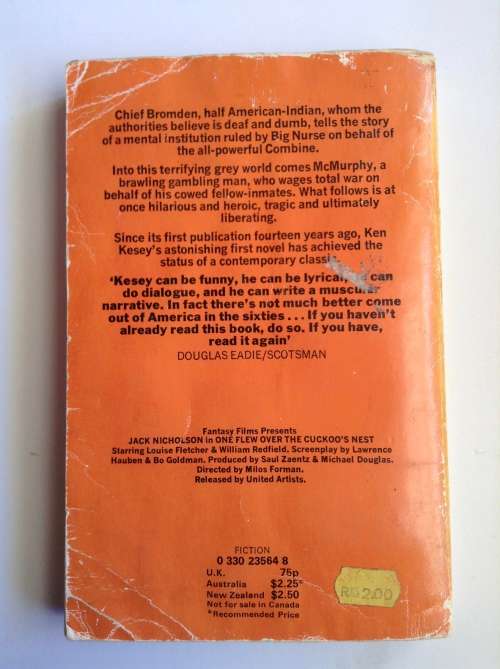 Chief Bromden, half American-Indian, whom the
authorities believe is deaf and dumb, tells the story
of a mental institution ruled by Big Nurse on behalf of
the all-powerful Combine.
Into this terrifying grey world comes McMurphy, a
brawling gambling man, who wages total war on
behalf of his cowed fellow-inmates. What follows is at
once hilarious and heroic, tragic and ultimately
liberating.
Since its first publication fourteen years ago, Ken
Kesey's astonishing first novel has achieved the
status of a contemporary classic
'Kesey can be funny, he can be lyrical, can
do dialogue, and he can write a muscular
narrative. In fact there's not much better come
out of America in the sixties ... If you haven't
already read this book, do so. If you have,
read it again'
DOUGLAS EADIE/SCOTSMAN
Fantasy Films Presents
JACK NICHOLSON in ONE FLEW OVER THE CUCKOO'S NEST
Starring Louise Fletcher & William Redfield. Screenplay by Lawrence
Hauben & Bo Goldman. Produced by Saul Zaentz & Michael Douglas.
Directed by Milos Forman.
Released by United Artists.
FICTION
0 330 23564 8
U.K. 75p
Australia $2.25*
New Zealand $2.50
Not for sale in Canada
*Recommended Price
2.00